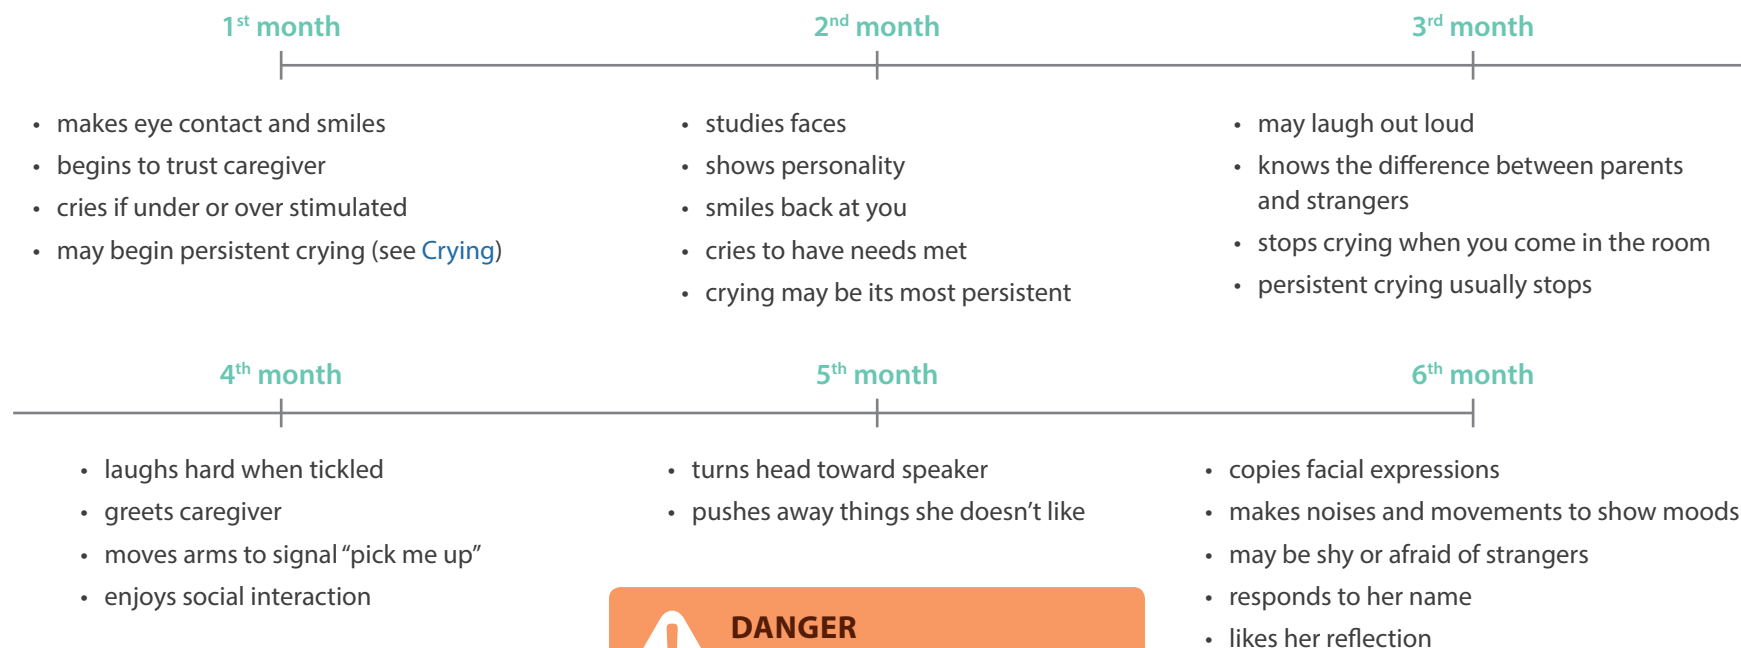 1st month
2nd month
3rd month
• makes eye contact and smiles
• begins to trust caregiver
• cries if under or over stimulated
• may begin persistent crying (see Crying)
• studies faces
• shows personality
• smiles back at you
• cries to have needs met
• crying may be its most persistent
• may laugh out loud
• knows the difference between parents
and strangers
• stops crying when you come in the room
• persistent crying usually stops
4th month
5th month
6th month
• laughs hard when tickled
• greets caregiver
• moves arms to signal “pick me up”
• enjoys social interaction
• turns head toward speaker
• pushes away things she doesn’t like
DANGER
• copies facial expressions
• makes noises and movements to show moods
• may be shy or afraid of strangers
• responds to her name
• likes her reflection